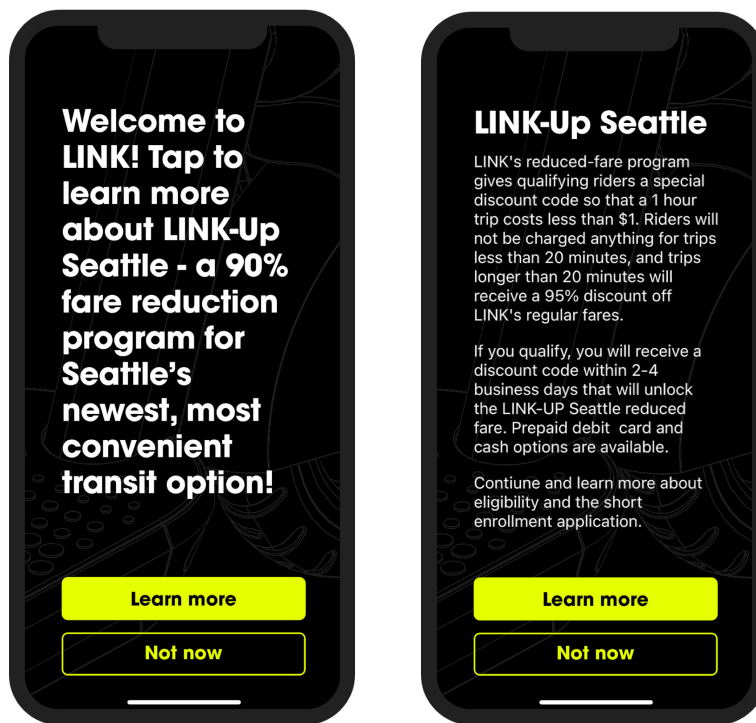 Welcome to
LINK! Tap to
learn more
about LINK-Up
Seattle - a 90%
fare reduction
program for
Seattle’s
newest, most
convenient
transit option!
Learn more
Not now
LINK-Up Seattle
LINK's reduced-fare program
gives qualifying riders a special
discount code so that a 1 hour
trip costs less than $1. Riders will
not be charged anything for trips
less than 20 minutes, and trips
longer than 20 minutes will
receive a 95% discount off
LINK's regular fares.
If you qualify, you will receive a
discount code within 2-4
business days that will unlock
the LINK-UP Seattle reduced
fare. Prepaid debit  card and
cash options are available.
Contiune and learn more about
eligibility and the short
enrollment application.
Learn more
Not now